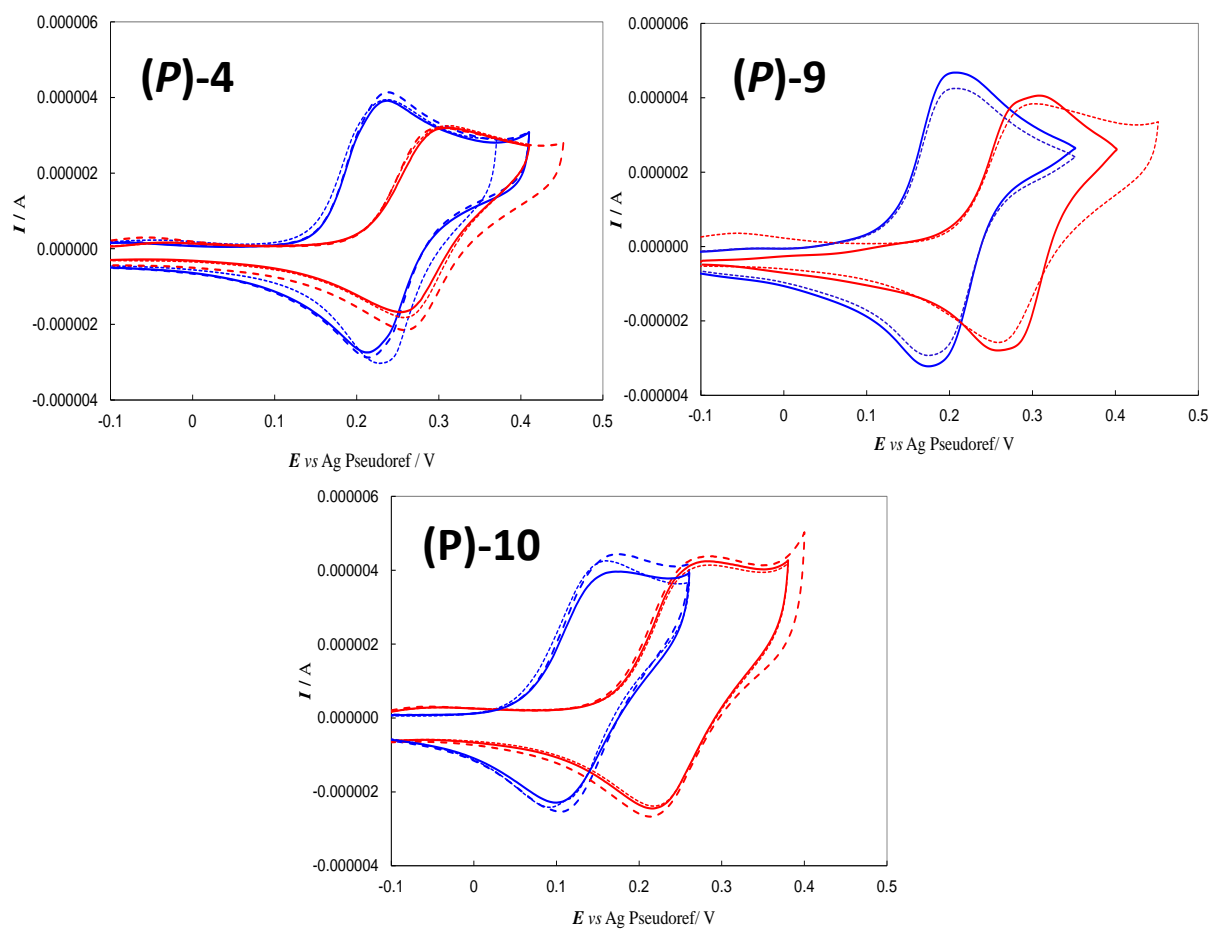 (P)-4
0.000006
0.000004
0.000002
0.000000
-0.000002
-0.000004
I / A
-0.1 0 0.1 0.2 0.3 0.4 0.5
E vs Ag Pseudoref / V
(P)-9
0.000006
0.000004
0.000002
0.000000
-0.000002
-0.000004
I / A
-0.1 0 0.1 0.2 0.3 0.4 0.5
E vs Ag Pseudoref/ V
(P)-10
0.000006
0.000004
0.000002
0.000000
-0.000002
-0.000004
I / A
-0.1 0 0.1 0.2 0.3 0.4 0.5
E vs Ag Pseudoref/ V